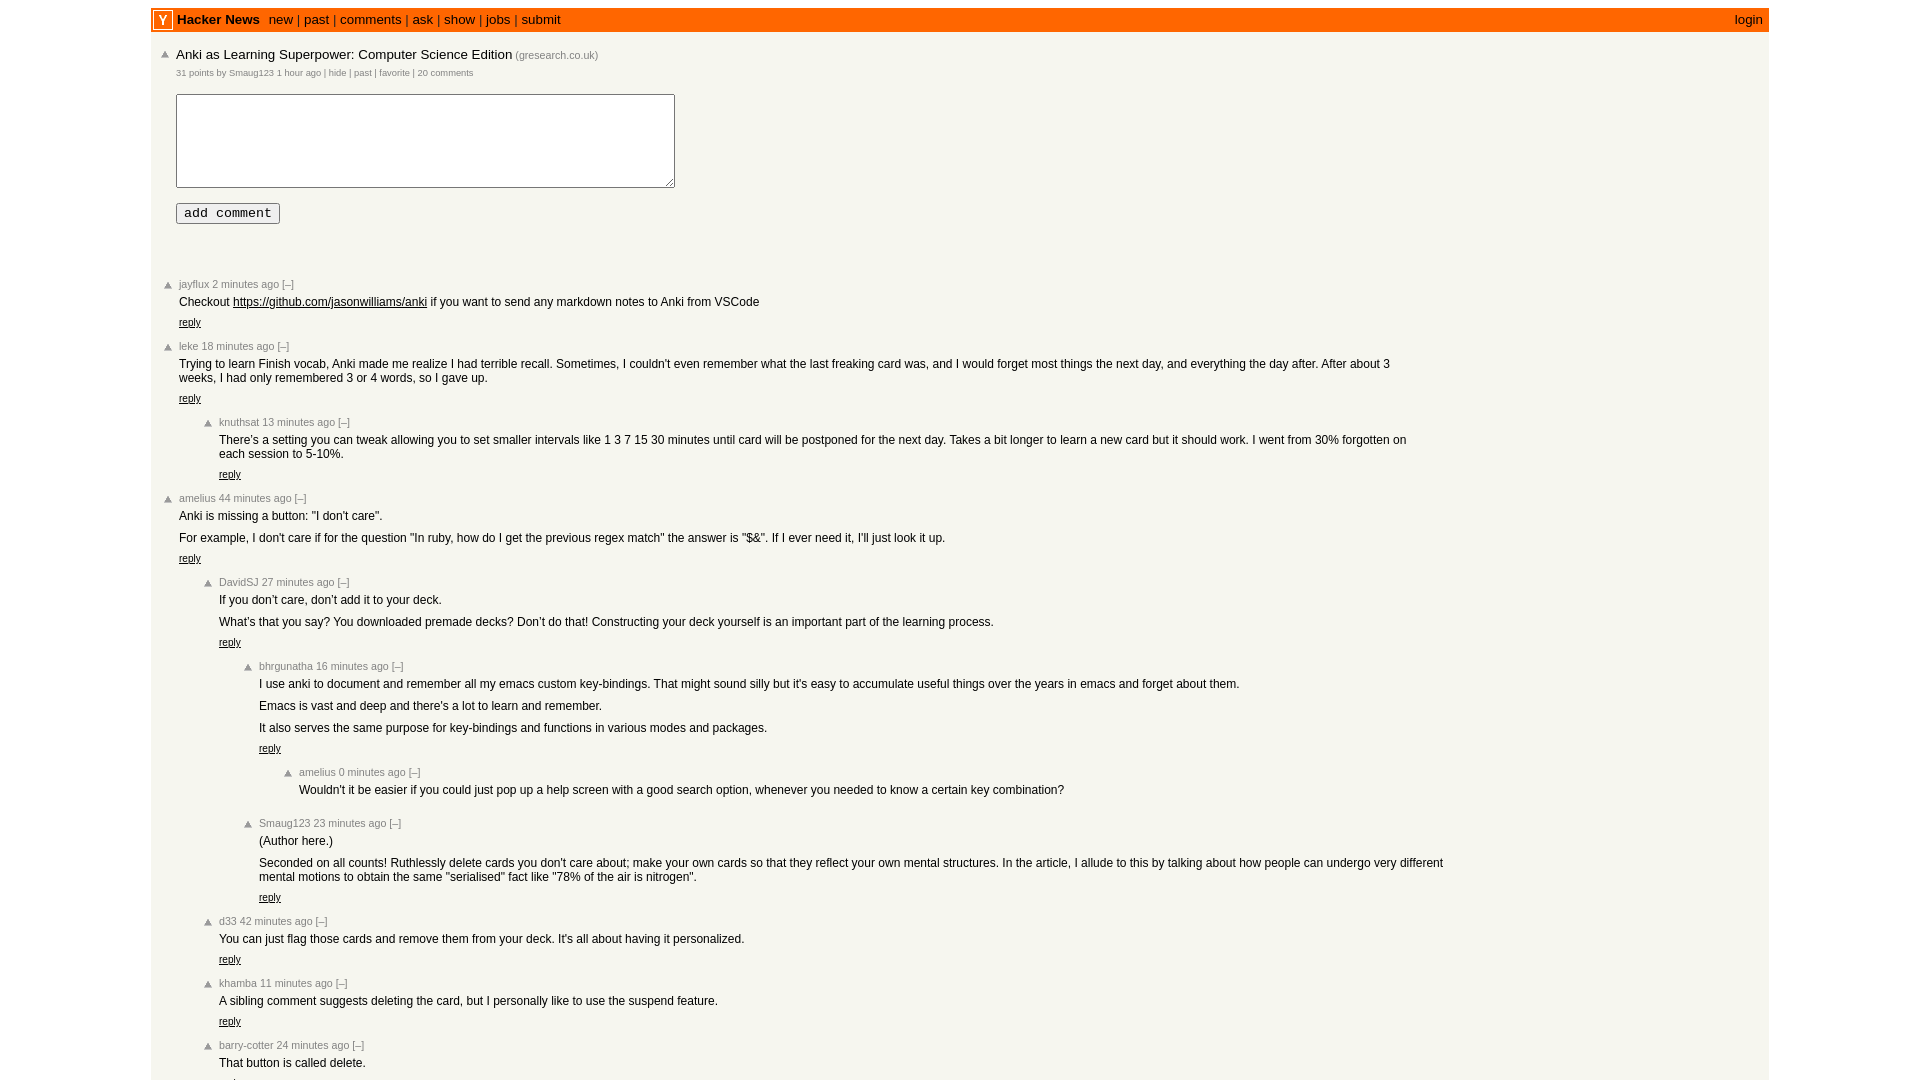 Y Hacker News new | past | comments | ask | show | jobs | submit login
Anki as Learning Superpower: Computer Science Edition (gresearch.co.uk)
31 points by Smaug123 1 hour ago | hide | past | favorite | 20 comments
add comment
jayflux 2 minutes ago [–]
Checkout https://github.com/jasonwilliams/anki if you want to send any markdown notes to Anki from VSCode
reply
leke 18 minutes ago [–]
Trying to learn Finish vocab, Anki made me realize I had terrible recall. Sometimes, I couldn't even remember what the last freaking card was, and I would forget most things the next day, and everything the day after. After about 3
weeks, I had only remembered 3 or 4 words, so I gave up.
reply
knuthsat 13 minutes ago [–]
There's a setting you can tweak allowing you to set smaller intervals like 1 3 7 15 30 minutes until card will be postponed for the next day. Takes a bit longer to learn a new card but it should work. I went from 30% forgotten on
each session to 5-10%.
reply
amelius 44 minutes ago [–]
Anki is missing a button: "I don't care".
For example, I don't care if for the question "In ruby, how do I get the previous regex match" the answer is "$&". If I ever need it, I'll just look it up.
reply
DavidSJ 27 minutes ago [–]
If you don’t care, don’t add it to your deck.
What’s that you say? You downloaded premade decks? Don’t do that! Constructing your deck yourself is an important part of the learning process.
reply
bhrgunatha 16 minutes ago [–]
I use anki to document and remember all my emacs custom key-bindings. That might sound silly but it's easy to accumulate useful things over the years in emacs and forget about them.
Emacs is vast and deep and there's a lot to learn and remember.
It also serves the same purpose for key-bindings and functions in various modes and packages.
reply
amelius 0 minutes ago [–]
Wouldn't it be easier if you could just pop up a help screen with a good search option, whenever you needed to know a certain key combination?
Smaug123 23 minutes ago [–]
(Author here.)
Seconded on all counts! Ruthlessly delete cards you don't care about; make your own cards so that they reflect your own mental structures. In the article, I allude to this by talking about how people can undergo very different
mental motions to obtain the same "serialised" fact like "78% of the air is nitrogen".
reply
d33 42 minutes ago [–]
You can just flag those cards and remove them from your deck. It's all about having it personalized.
reply
khamba 11 minutes ago [–]
A sibling comment suggests deleting the card, but I personally like to use the suspend feature.
reply
barry-cotter 24 minutes ago [–]
That button is called delete.